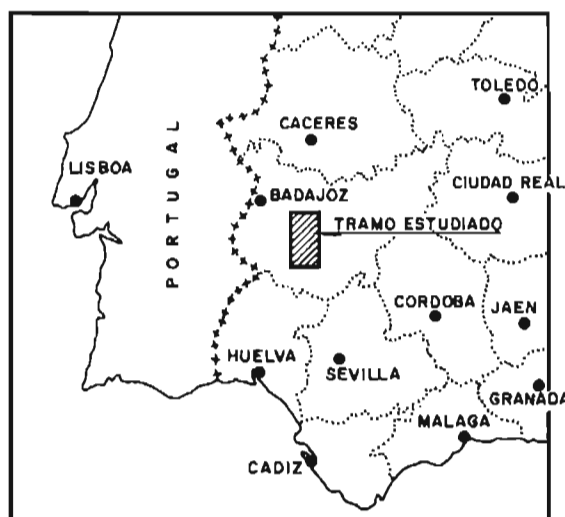 TOLEDO
CACERES
LISBOA
PORTUGAL
BADAJOZ
CIUDAD REAL
TRAMO ESTUDIADO
CORDOBA
JAEN
HUELVA
SEVILLA
GRANADA
MALAGA
CADIZ